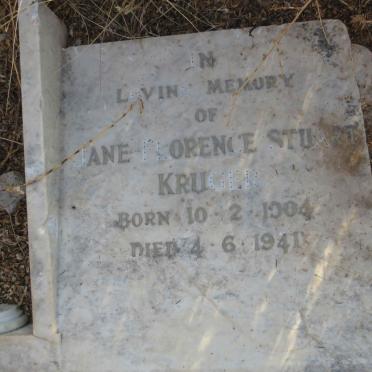 IN
LOVING MEMORY
OF
JANE FLORENCE STUART
KRUGER
BORN 10·2·1904
DIED 4·6·1941